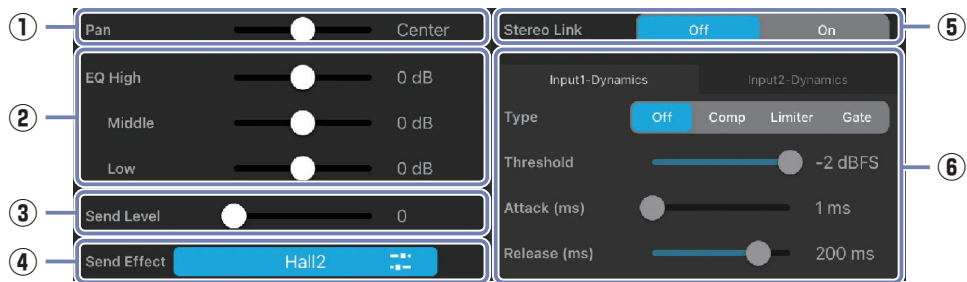 ① Pan Center
② EQ High 0 dB
Middle 0 dB
Low 0 dB
③ Send Level 0
④ Send Effect Hall2
Stereo Link Off On ⑤
Input1-Dynamics Input2-Dynamics
Type Off Comp Limiter Gate
Threshold -2 dBFS ⑥
Attack (ms) 1 ms
Release (ms) 200 ms